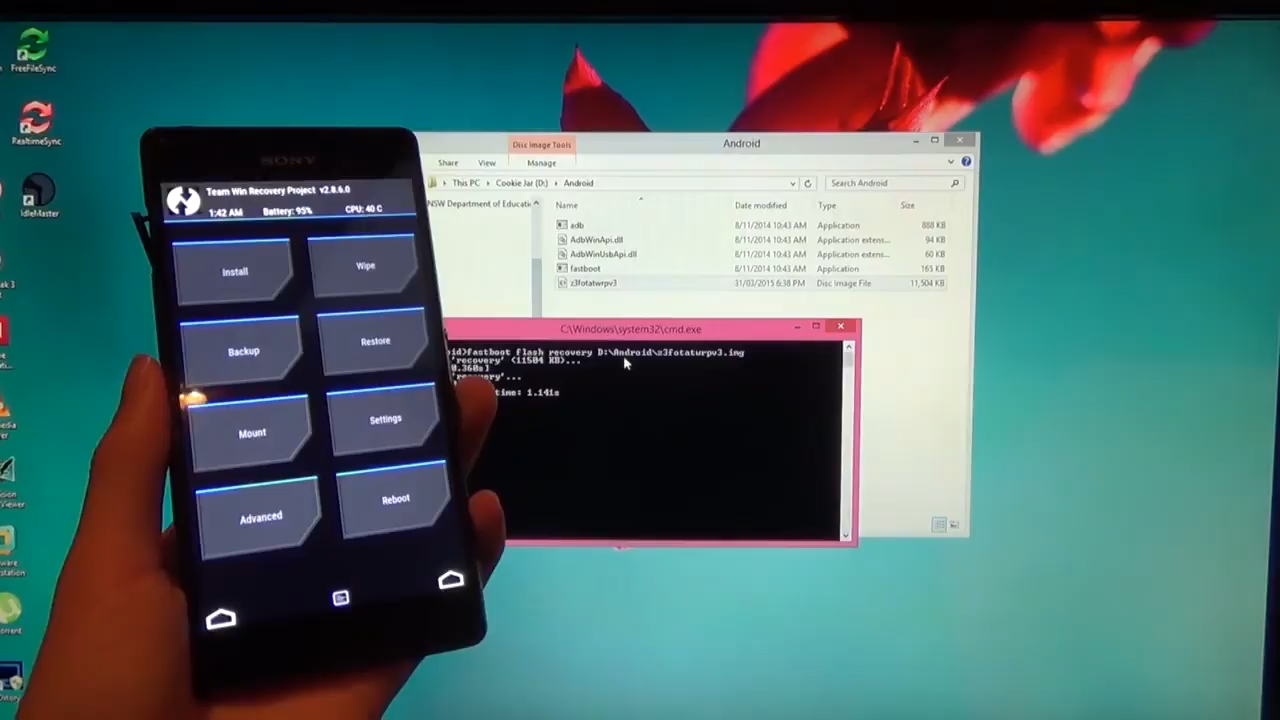 FreeFileSync
RealtimeSync
IdleMaster
SONY
Team Win Recovery Project v2.8.6.0
1:42 AM Battery: 95% CPU: 40 C
Install Wipe
Backup Restore
Mount Settings
Advanced Reboot
Disc Image Tools
Android
Share View Manage
This PC Cookie Jar (D:) Android
Search Android
NSW Department of Educatic
Name Date modified Type Size
adb 8/11/2014 10:43 AM Application 888 KB
AdbWinApi.dll 8/11/2014 10:43 AM Application extens... 94 KB
AdbWinUsbApi.dll 8/11/2014 10:43 AM Application extens... 60 KB
fastboot 8/11/2014 10:43 AM Application 165 KB
z3fotatwrpv3 31/03/2015 6:38 PM Disc Image File 11,504 KB
C:\Windows\system32\cmd.exe
oid>fastboot flash recovery D:\Android\z3fotatwrpv3.img
'recovery' (11504 KB)...
0.360s]
'recovery'...
time: 1.141s